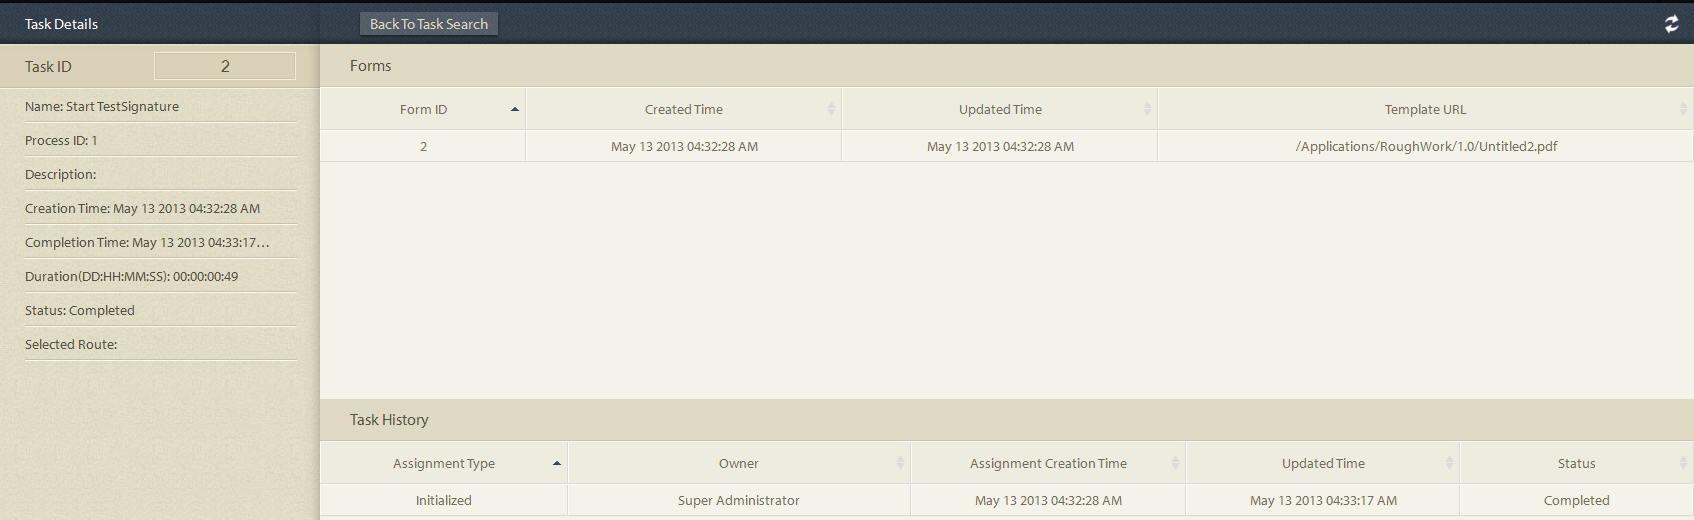 Task Details
Back To Task Search
Task ID 2
Name: Start TestSignature
Process ID: 1
Description:
Creation Time: May 13 2013 04:32:28 AM
Completion Time: May 13 2013 04:33:17...
Duration(DD:HH:MM:SS): 00:00:00:49
Status: Completed
Selected Route:
Forms
Form ID Created Time Updated Time Template URL
2 May 13 2013 04:32:28 AM May 13 2013 04:32:28 AM /Applications/RoughWork/1.0/Untitled2.pdf
Task History
Assignment Type Owner Assignment Creation Time Updated Time Status
Initialized Super Administrator May 13 2013 04:32:28 AM May 13 2013 04:33:17 AM Completed